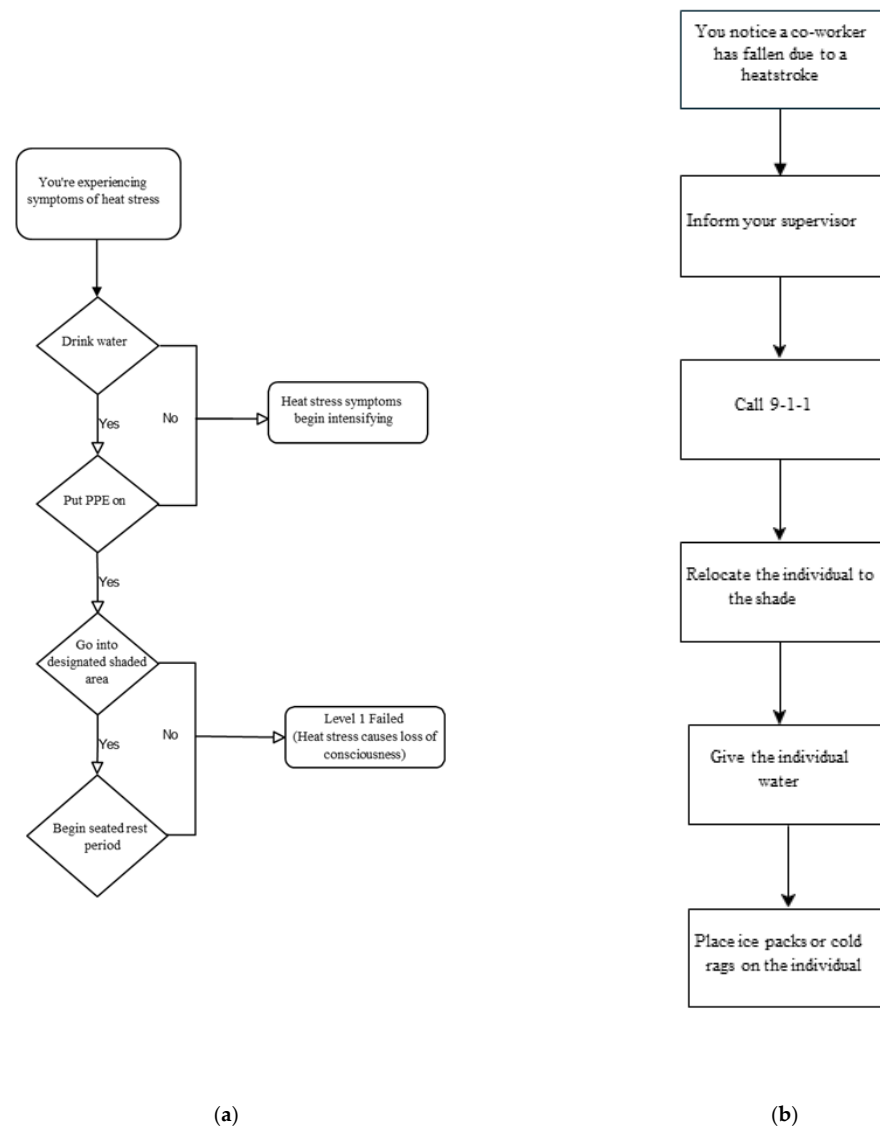 You're experiencing
symptoms of heat stress
Drink water
Yes
No
Heat stress symptoms
begin intensifying
Put PPE on
Yes
Go into
designated shaded
area
Yes
No
Level 1 Failed
(Heat stress causes loss of
consciousness)
Begin seated rest
period
(a)
You notice a co-worker
has fallen due to a
heatstroke
Inform your supervisor
Call 9-1-1
Relocate the individual to
the shade
Give the individual
water
Place ice packs or cold
rags on the individual
(b)